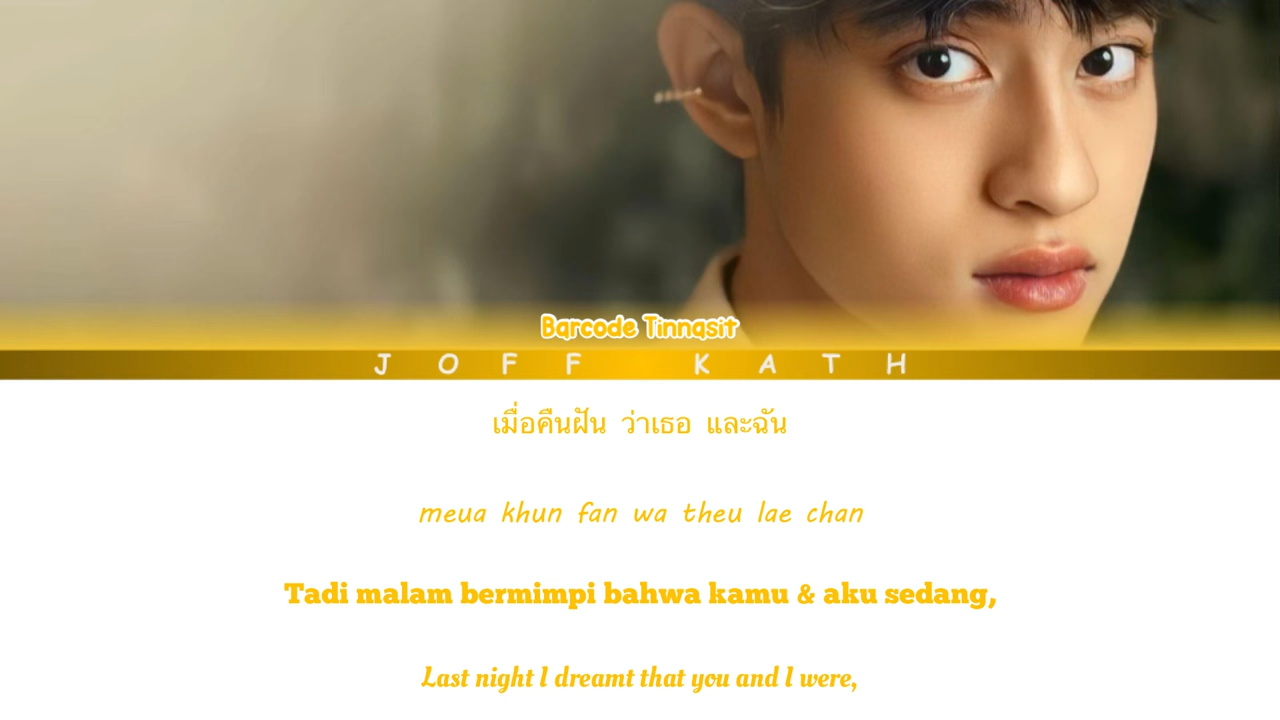 Barcode Tinnasit
JOFF KATH
เมื่อคืนฝัน ว่าเธอ และฉัน
meua khun fan wa theu lae chan
Tadi malam bermimpi bahwa kamu & aku sedang,
Last night I dreamt that you and I were,